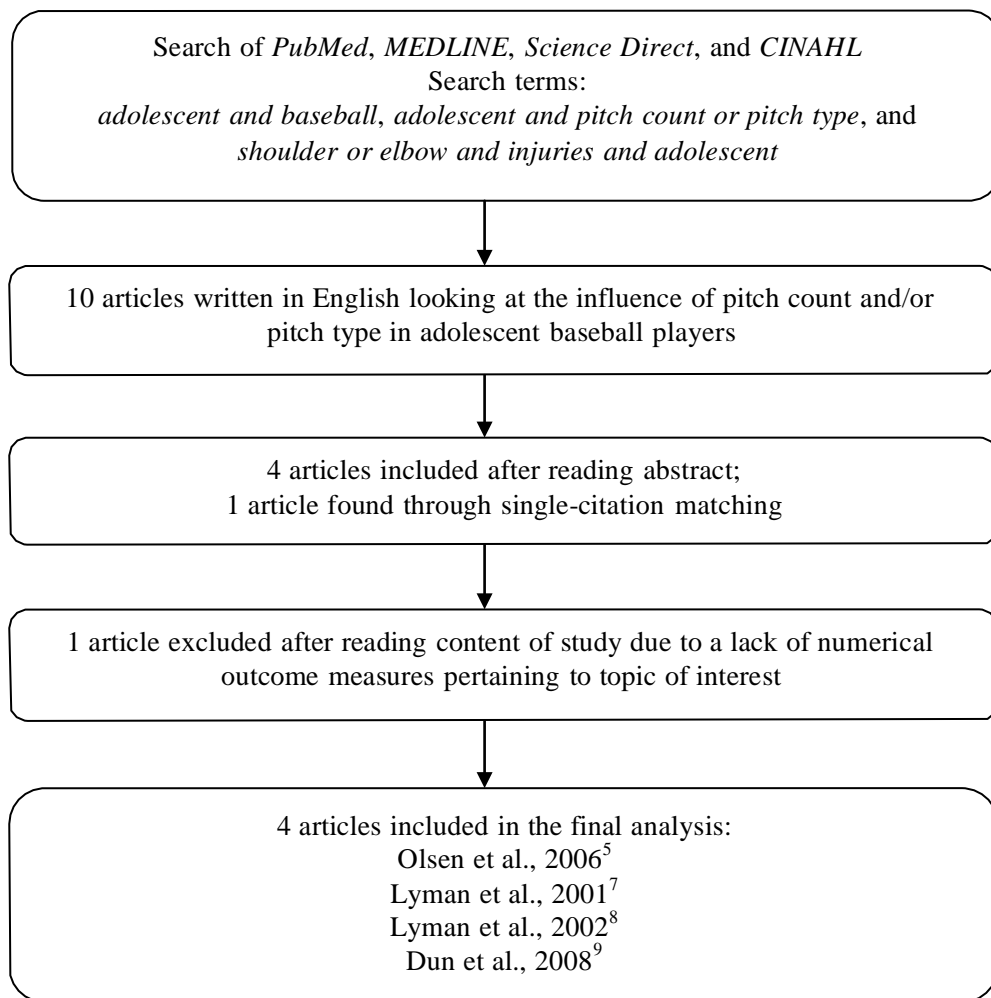 Search of PubMed, MEDLINE, Science Direct, and CINAHL
Search terms:
adolescent and baseball, adolescent and pitch count or pitch type, and
shoulder or elbow and injuries and adolescent
10 articles written in English looking at the influence of pitch count and/or
pitch type in adolescent baseball players
4 articles included after reading abstract;
1 article found through single-citation matching
1 article excluded after reading content of study due to a lack of numerical
outcome measures pertaining to topic of interest
4 articles included in the final analysis:
Olsen et al., 2006⁵
Lyman et al., 2001⁷
Lyman et al., 2002⁸
Dun et al., 2008⁹